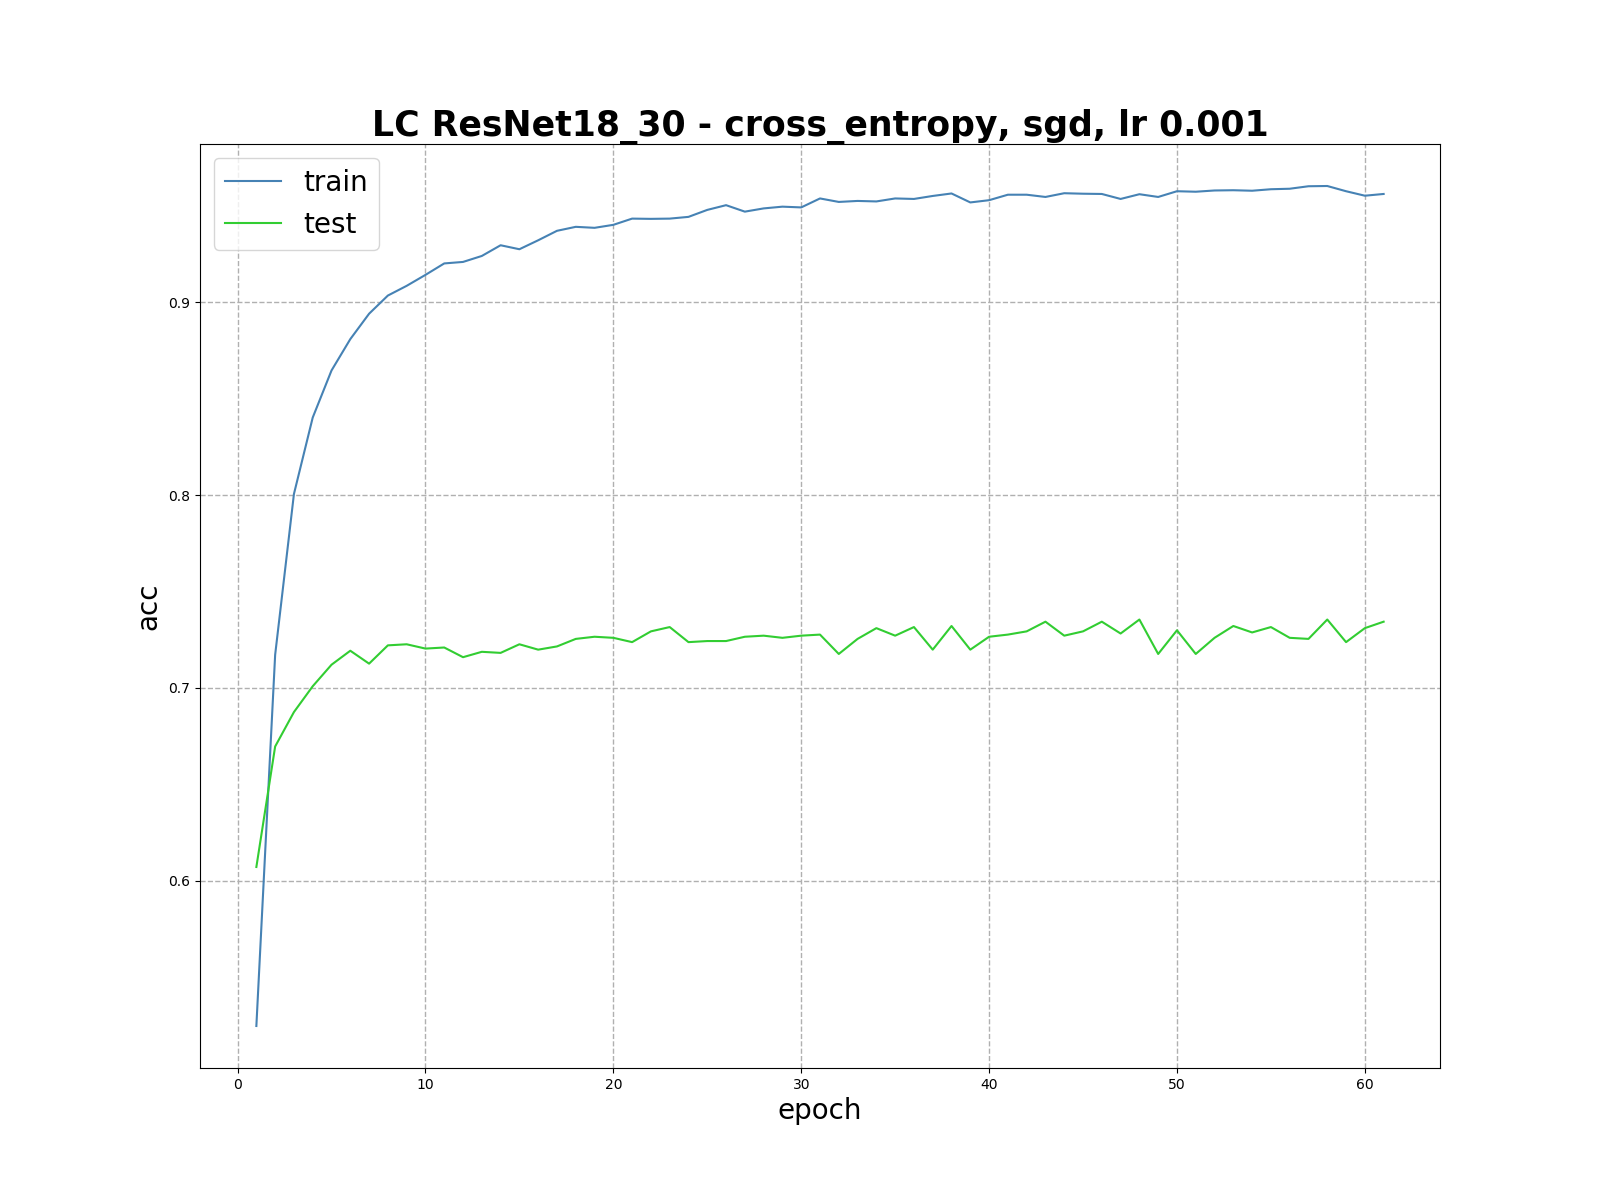 LC ResNet18_30 - cross_entropy, sgd, lr 0.001
train
test
0.9
0.8
0.7
0.6
acc
0 10 20 30 40 50 60
epoch